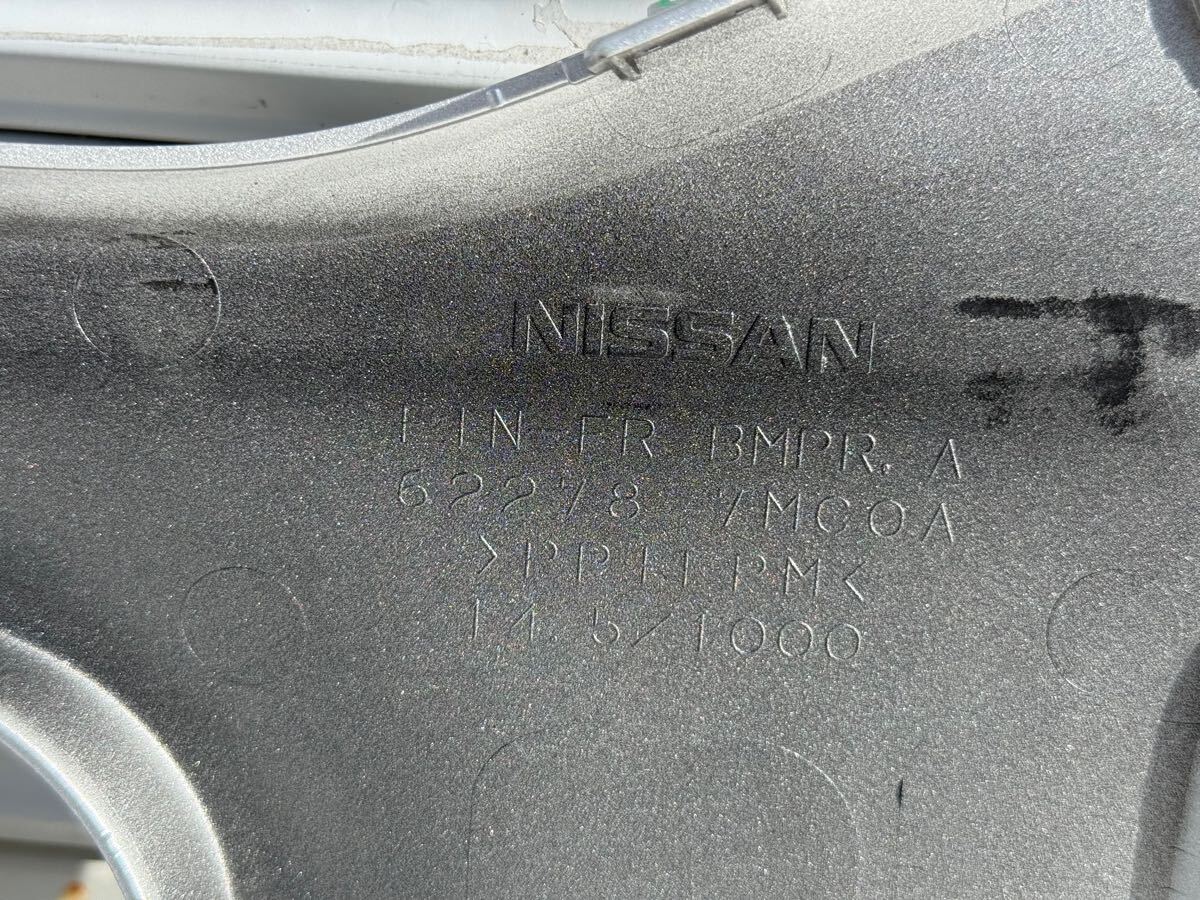 NISSAN
FIN-FR BMPR. A
62278 7MC0A
>PP+EPM<
14.5/1000